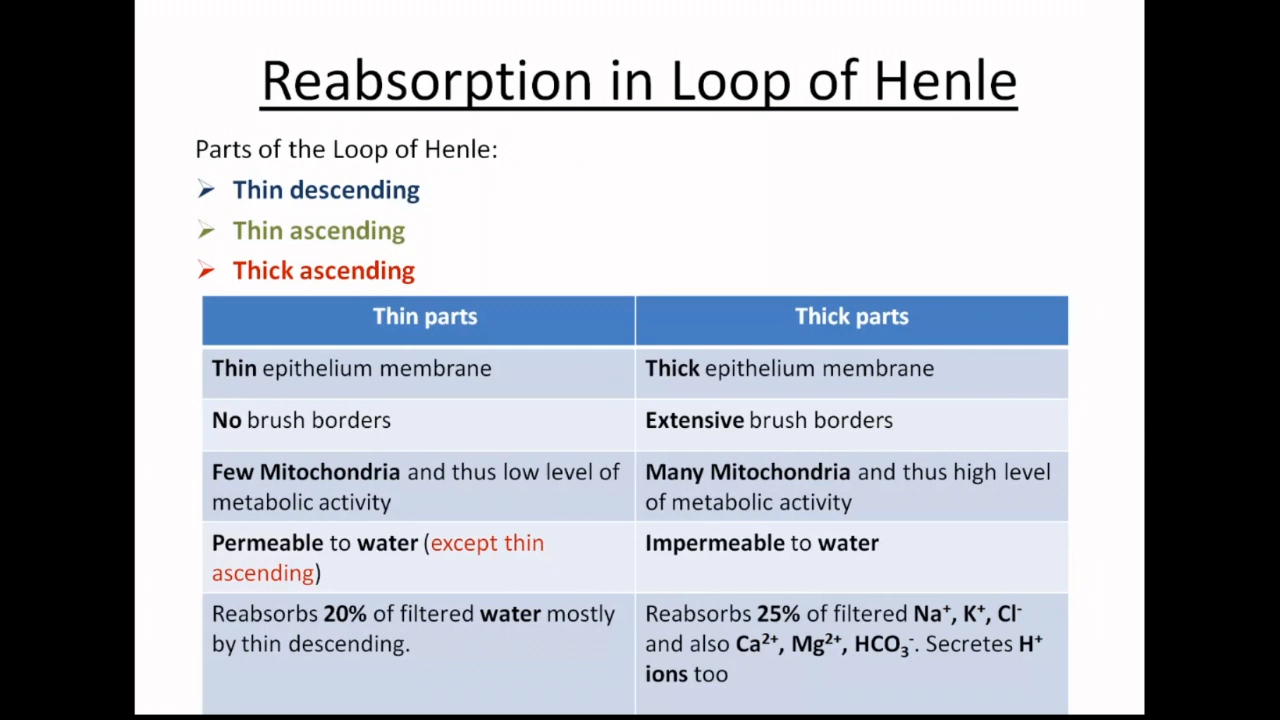 Reabsorption in Loop of Henle
Parts of the Loop of Henle:
Thin descending
Thin ascending
Thick ascending
Thin parts
Thick parts
Thin epithelium membrane
Thick epithelium membrane
No brush borders
Extensive brush borders
Few Mitochondria and thus low level of
metabolic activity
Many Mitochondria and thus high level
of metabolic activity
Permeable to water (except thin
ascending)
Impermeable to water
Reabsorbs 20% of filtered water mostly
by thin descending.
Reabsorbs 25% of filtered Na⁺, K⁺, Cl⁻
and also Ca²⁺, Mg²⁺, HCO₃⁻. Secretes H⁺
ions too